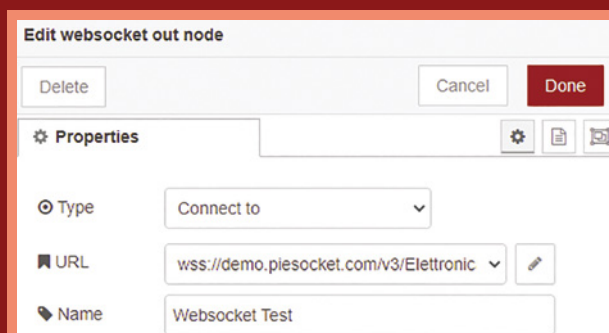 Edit websocket out node
Delete Cancel Done
Properties
Type Connect to
URL wss://demo.piesocket.com/v3/Elettronic
Name Websocket Test